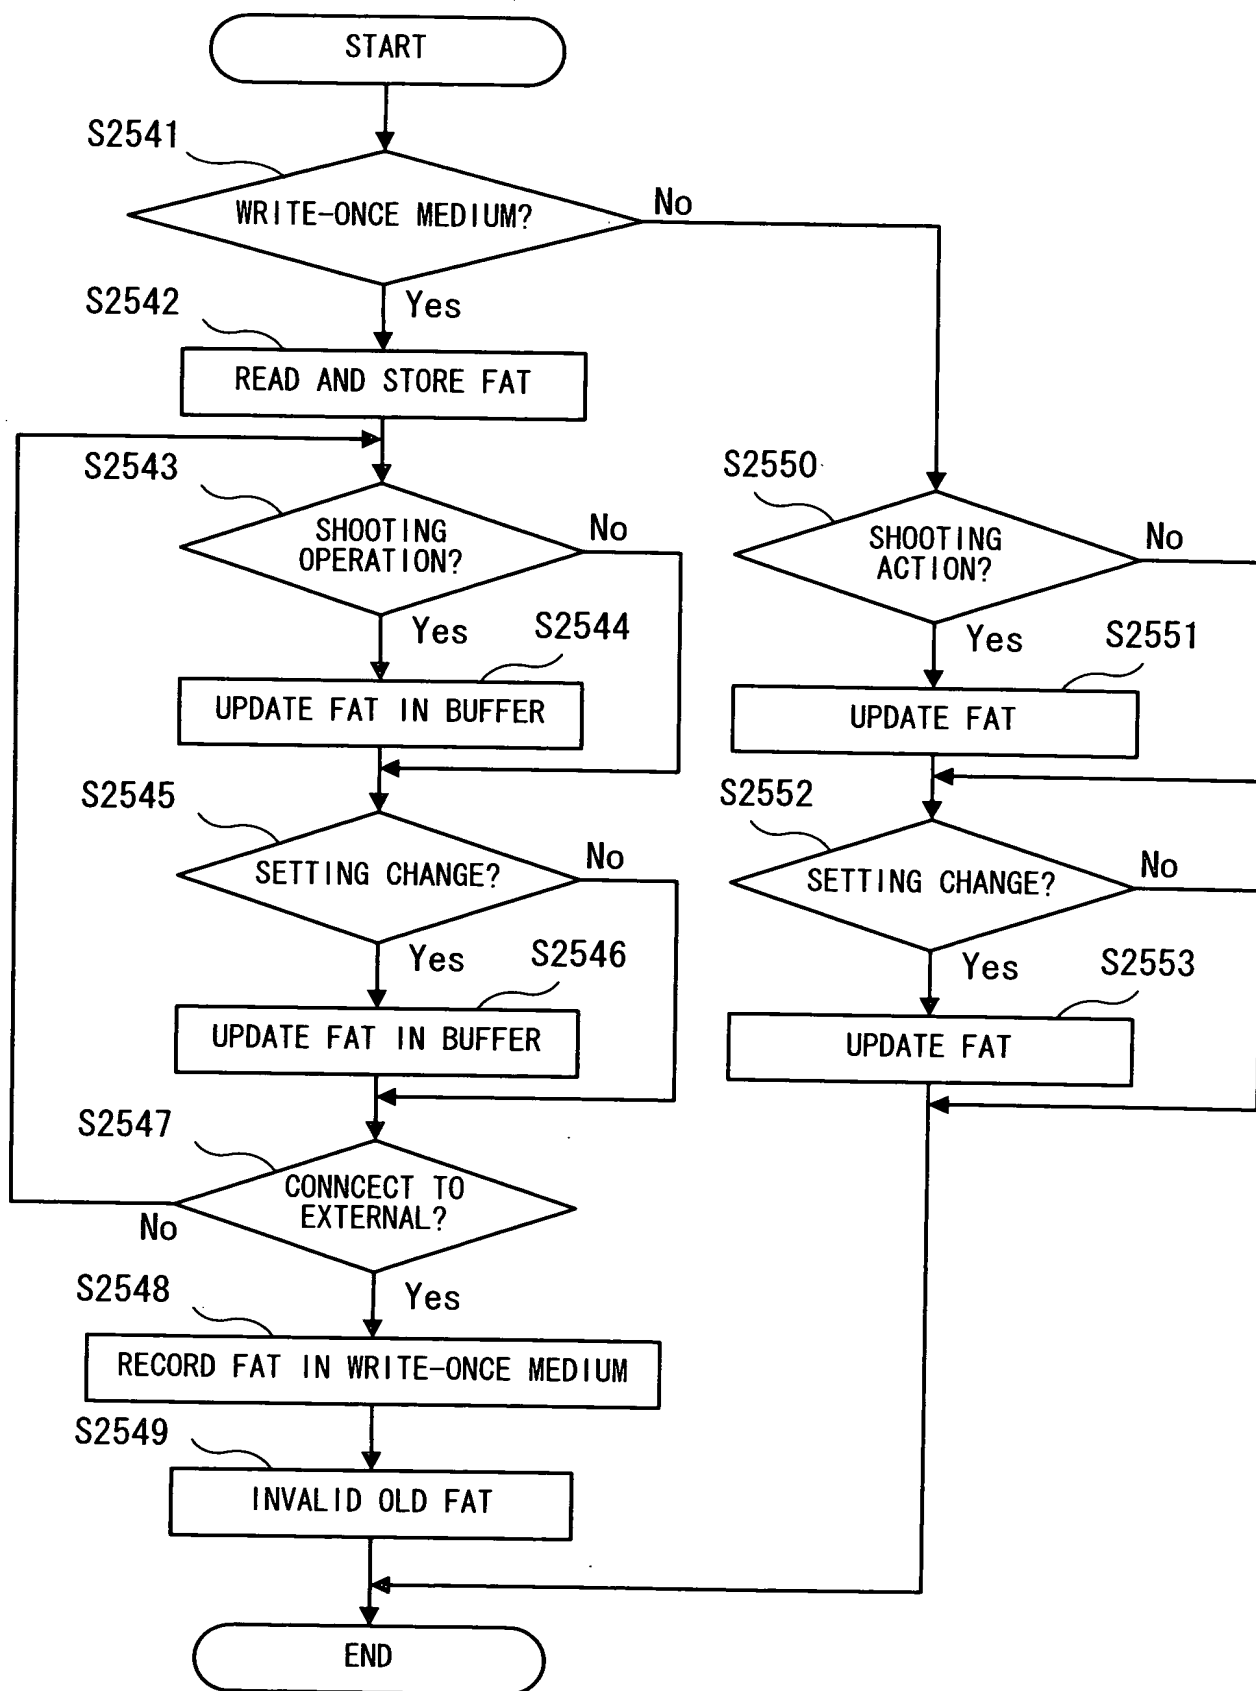 START
S2541
WRITE-ONCE MEDIUM?
No
Yes
S2542
READ AND STORE FAT
S2543
SHOOTING
OPERATION?
No
Yes
S2544
UPDATE FAT IN BUFFER
S2545
SETTING CHANGE?
No
Yes
S2546
UPDATE FAT IN BUFFER
S2547
CONNCECT TO
EXTERNAL?
No
Yes
S2548
RECORD FAT IN WRITE-ONCE MEDIUM
S2549
INVALID OLD FAT
S2550
SHOOTING
ACTION?
No
Yes
S2551
UPDATE FAT
S2552
SETTING CHANGE?
No
Yes
S2553
UPDATE FAT
END